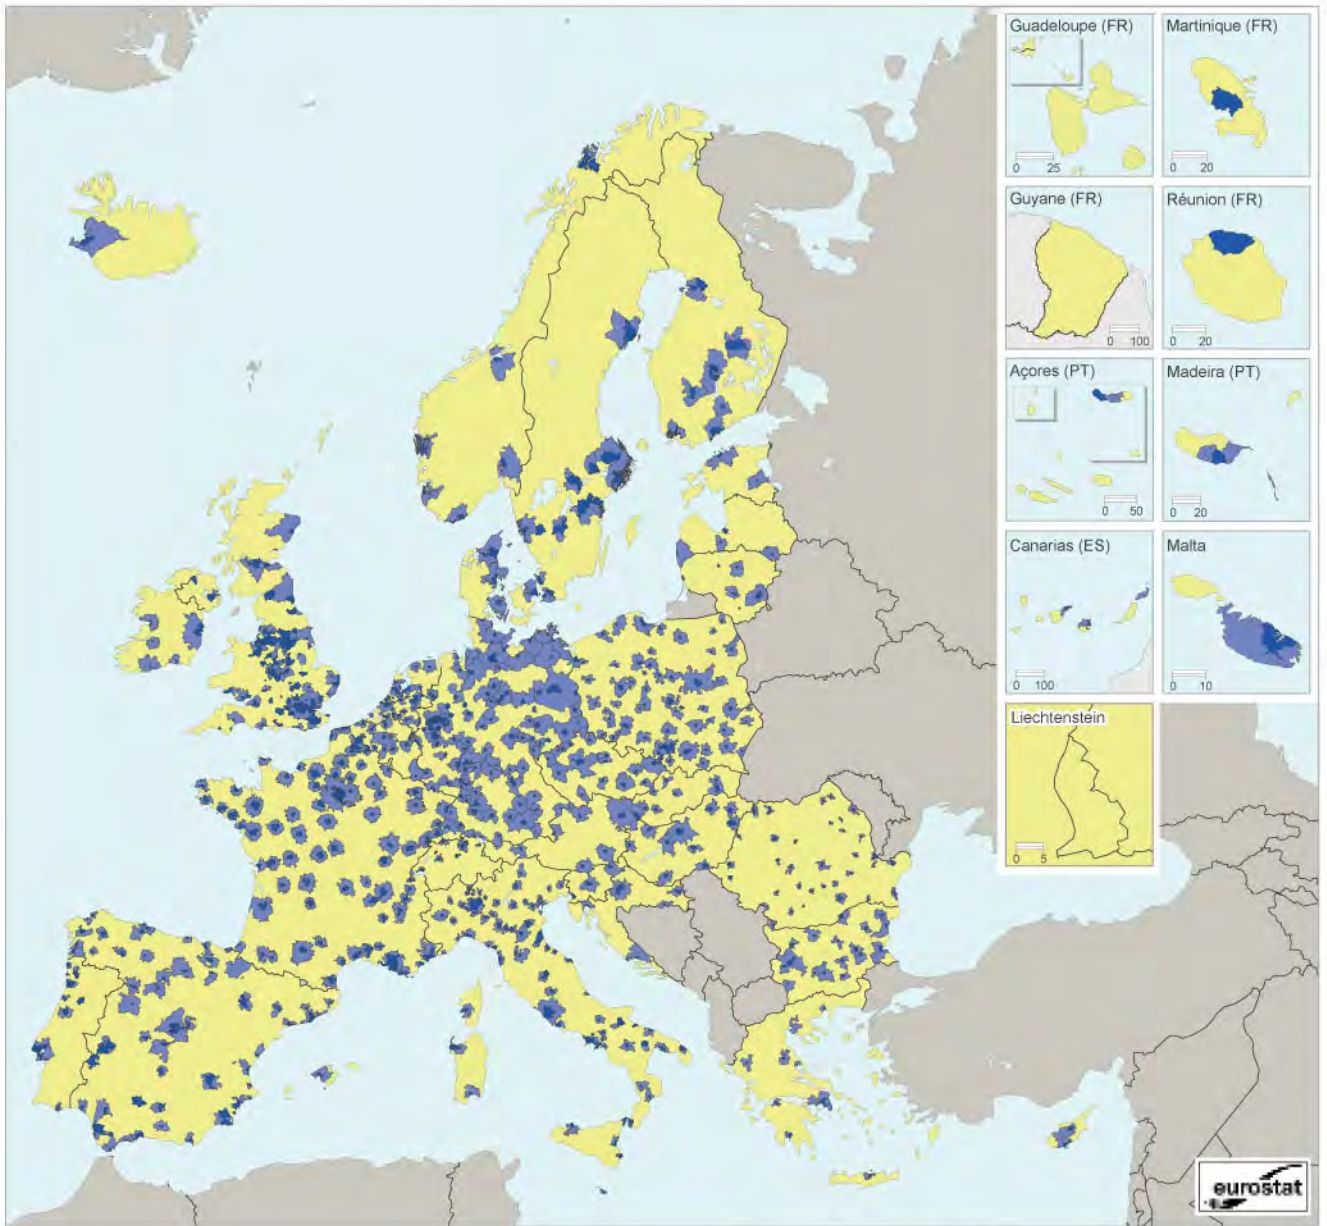 Guadeloupe (FR)
0 25
Martinique (FR)
0 20
Guyane (FR)
0 100
Réunion (FR)
0 20
Açores (PT)
0 50
Madeira (PT)
0 20
Canarias (ES)
0 100
Malta
0 10
Liechtenstein
0 5
eurostat